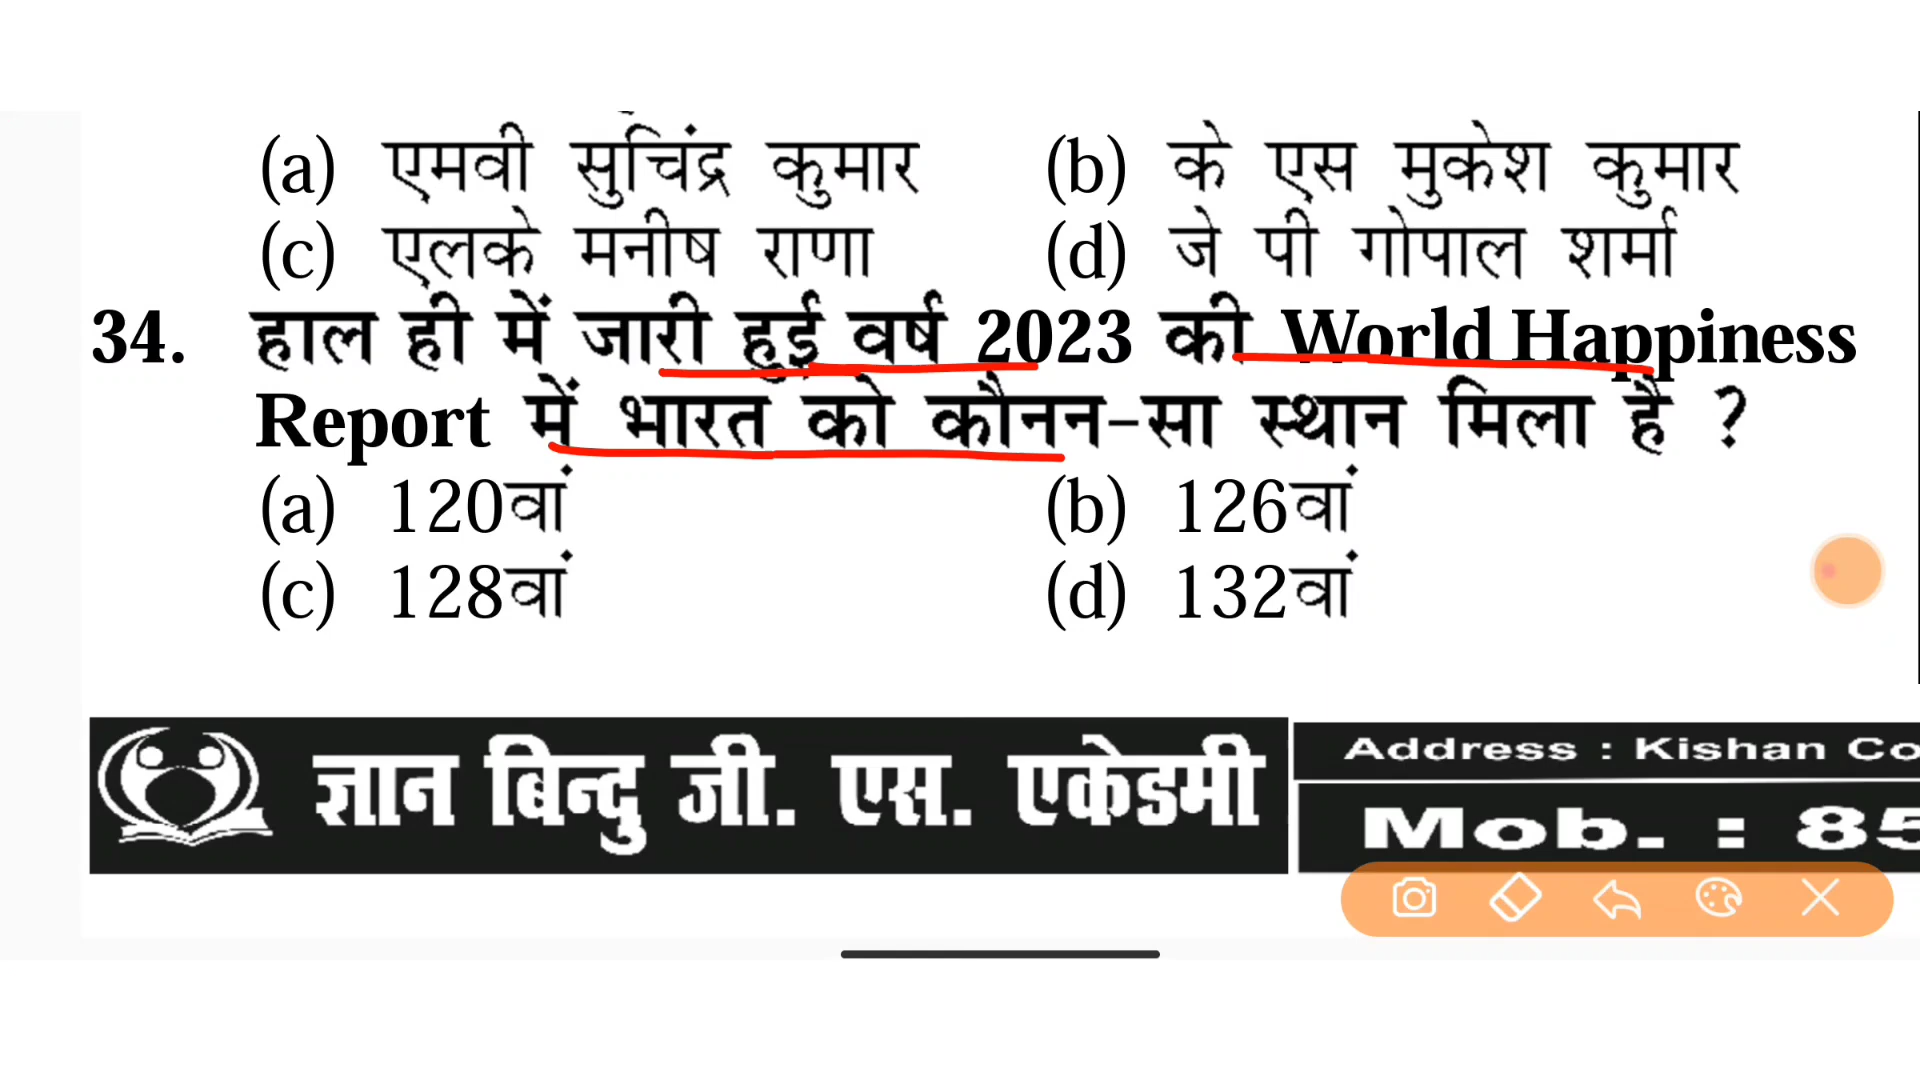 (a) एमवी सुचिंद्र कुमार (b) के एस मुकेश कुमार
(c) एलके मनीष राणा (d) जे पी गोपाल शर्मा
34. हाल ही में जारी हुई वर्ष 2023 की World Happiness
Report में भारत को कौनन-सा स्थान मिला है ?
(a) 120वां (b) 126वां
(c) 128वां (d) 132वां
ज्ञान बिन्दु जी. एस. एकेडमी
Address : Kishan Co
Mob. : 85